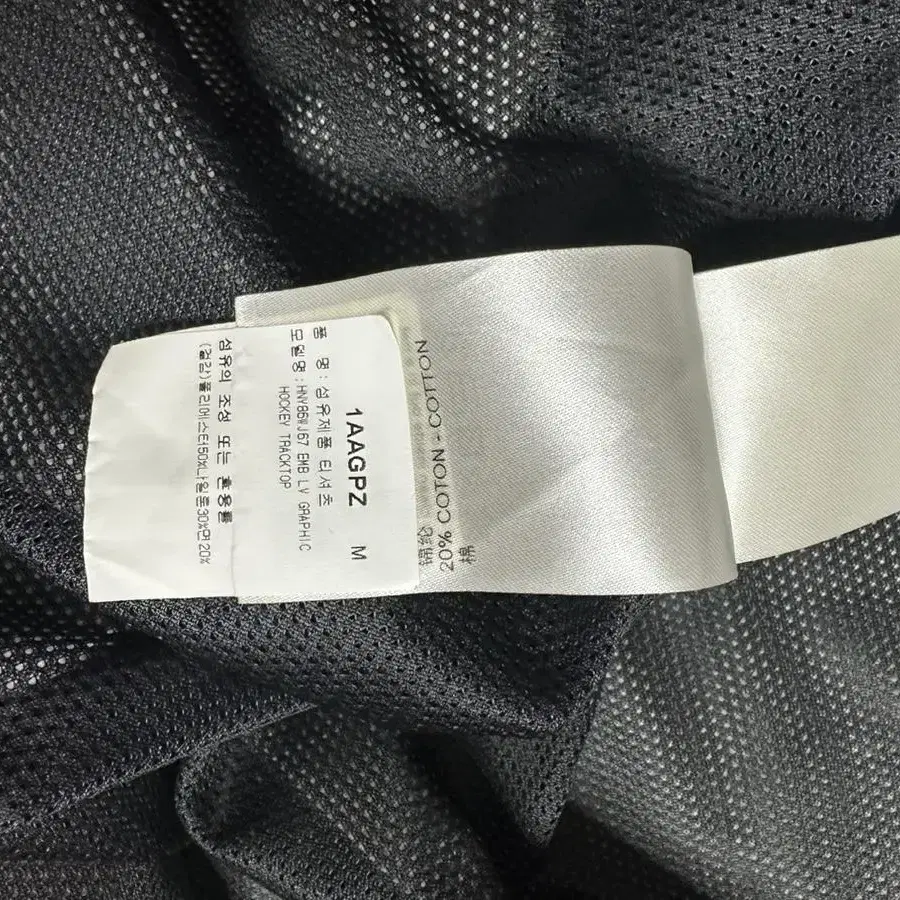 1AAGPZ M
품 명 : 섬유제품 티셔츠
모델명 : HNY86WJ67 EMB LV GRAPHIC
HOCKEY TRACKTOP
섬유의 조성 또는 혼용률
(겉감)폴리에스터50%나일론30%면20%
20% COTON - COTTON
棉